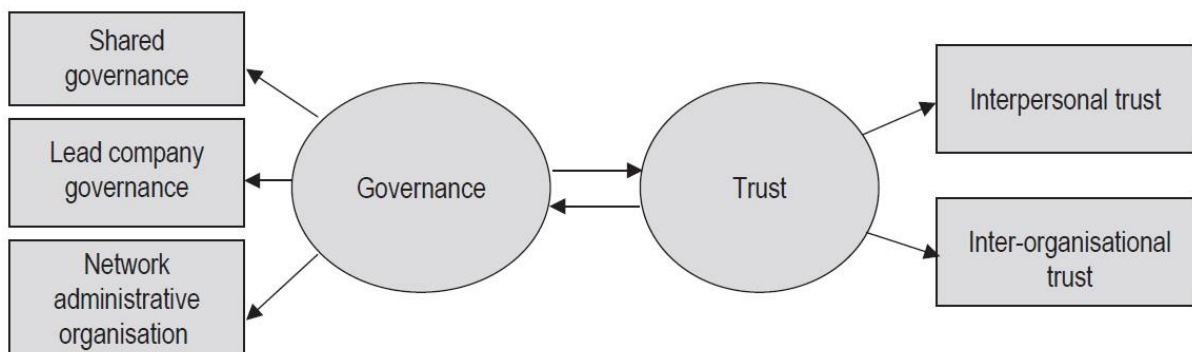 Shared
governance
Lead company
governance
Network
administrative
organisation
Governance
Trust
Interpersonal trust
Inter-organisational
trust